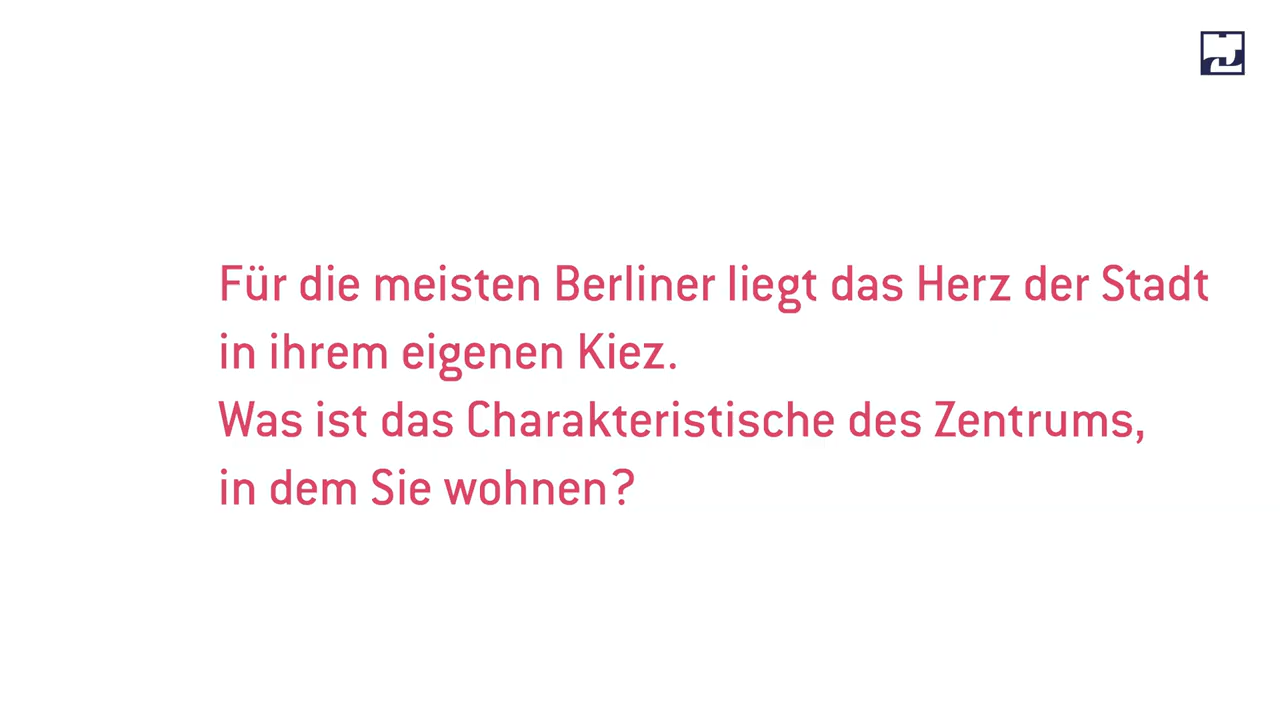 Für die meisten Berliner liegt das Herz der Stadt
in ihrem eigenen Kiez.
Was ist das Charakteristische des Zentrums,
in dem Sie wohnen?